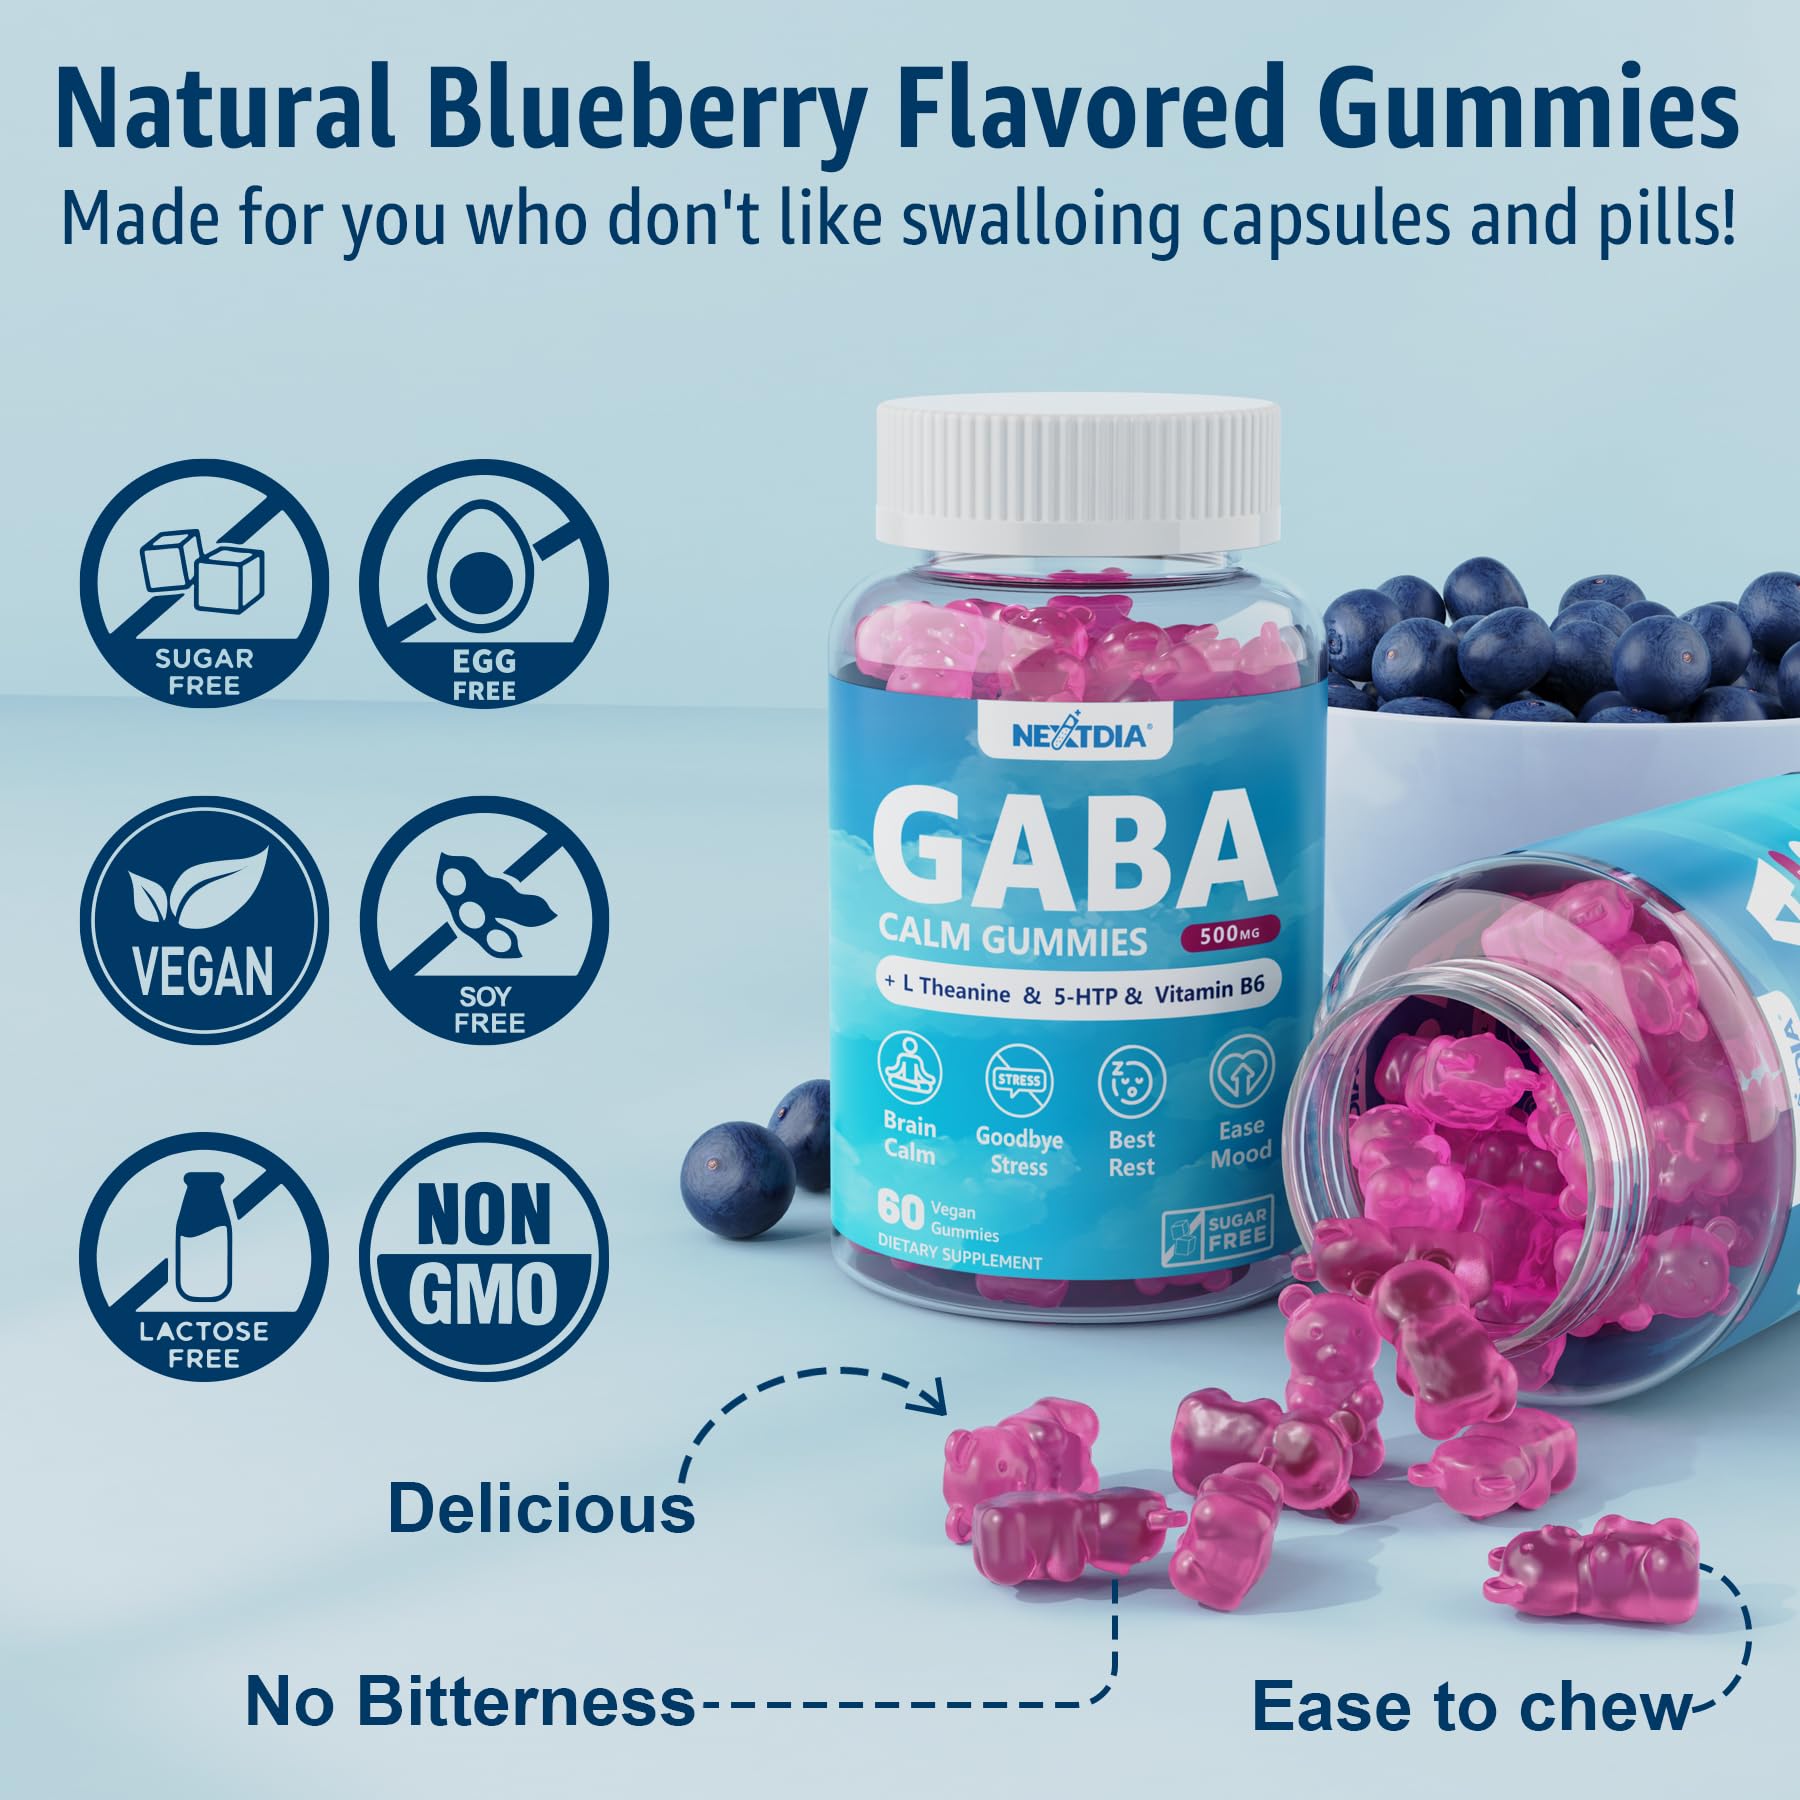 Natural Blueberry Flavored Gummies
Made for you who don't like swalloing capsules and pills!
SUGAR
FREE
EGG
FREE
VEGAN
SOY
FREE
LACTOSE
FREE
NON
GMO
NEXTDIA®
GABA
CALM GUMMIES
500MG
+ L Theanine & 5-HTP & Vitamin B6
Brain
Calm
STRESS
Goodbye
Stress
Best
Rest
Ease
Mood
60 Vegan
Gummies
DIETARY SUPPLEMENT
SUGAR
FREE
Delicious
No Bitterness
Ease to chew